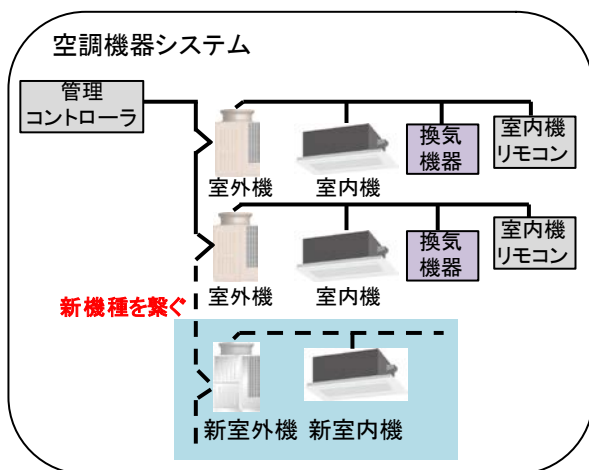 空調機器システム
管理
コントローラ
換気
機器
室内機
リモコン
室外機
室内機
換気
機器
室内機
リモコン
室外機
室内機
新機種を繋ぐ
新室外機
新室内機